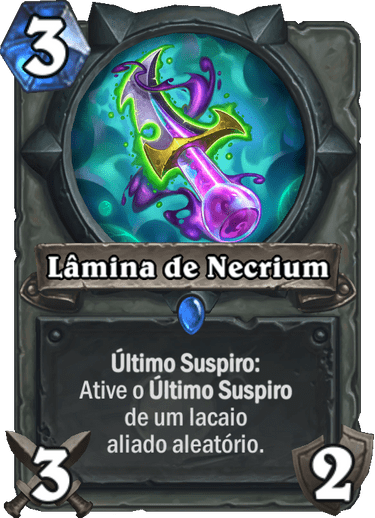 3
Lâmina de Necrium
Último Suspiro:
Ative o Último Suspiro
de um lacaio
aliado aleatório.
3
2